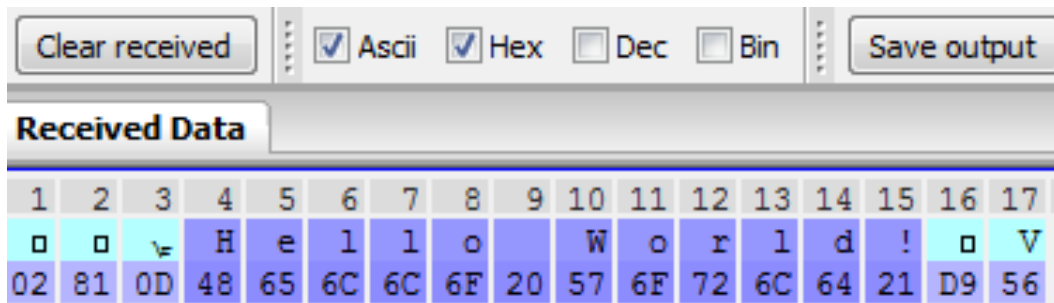 Clear received Ascii Hex Dec Bin Save output
Received Data
1 2 3 4 5 6 7 8 9 10 11 12 13 14 15 16 17
H e l l o W o r l d ! V
02 81 0D 48 65 6C 6C 6F 20 57 6F 72 6C 64 21 D9 56